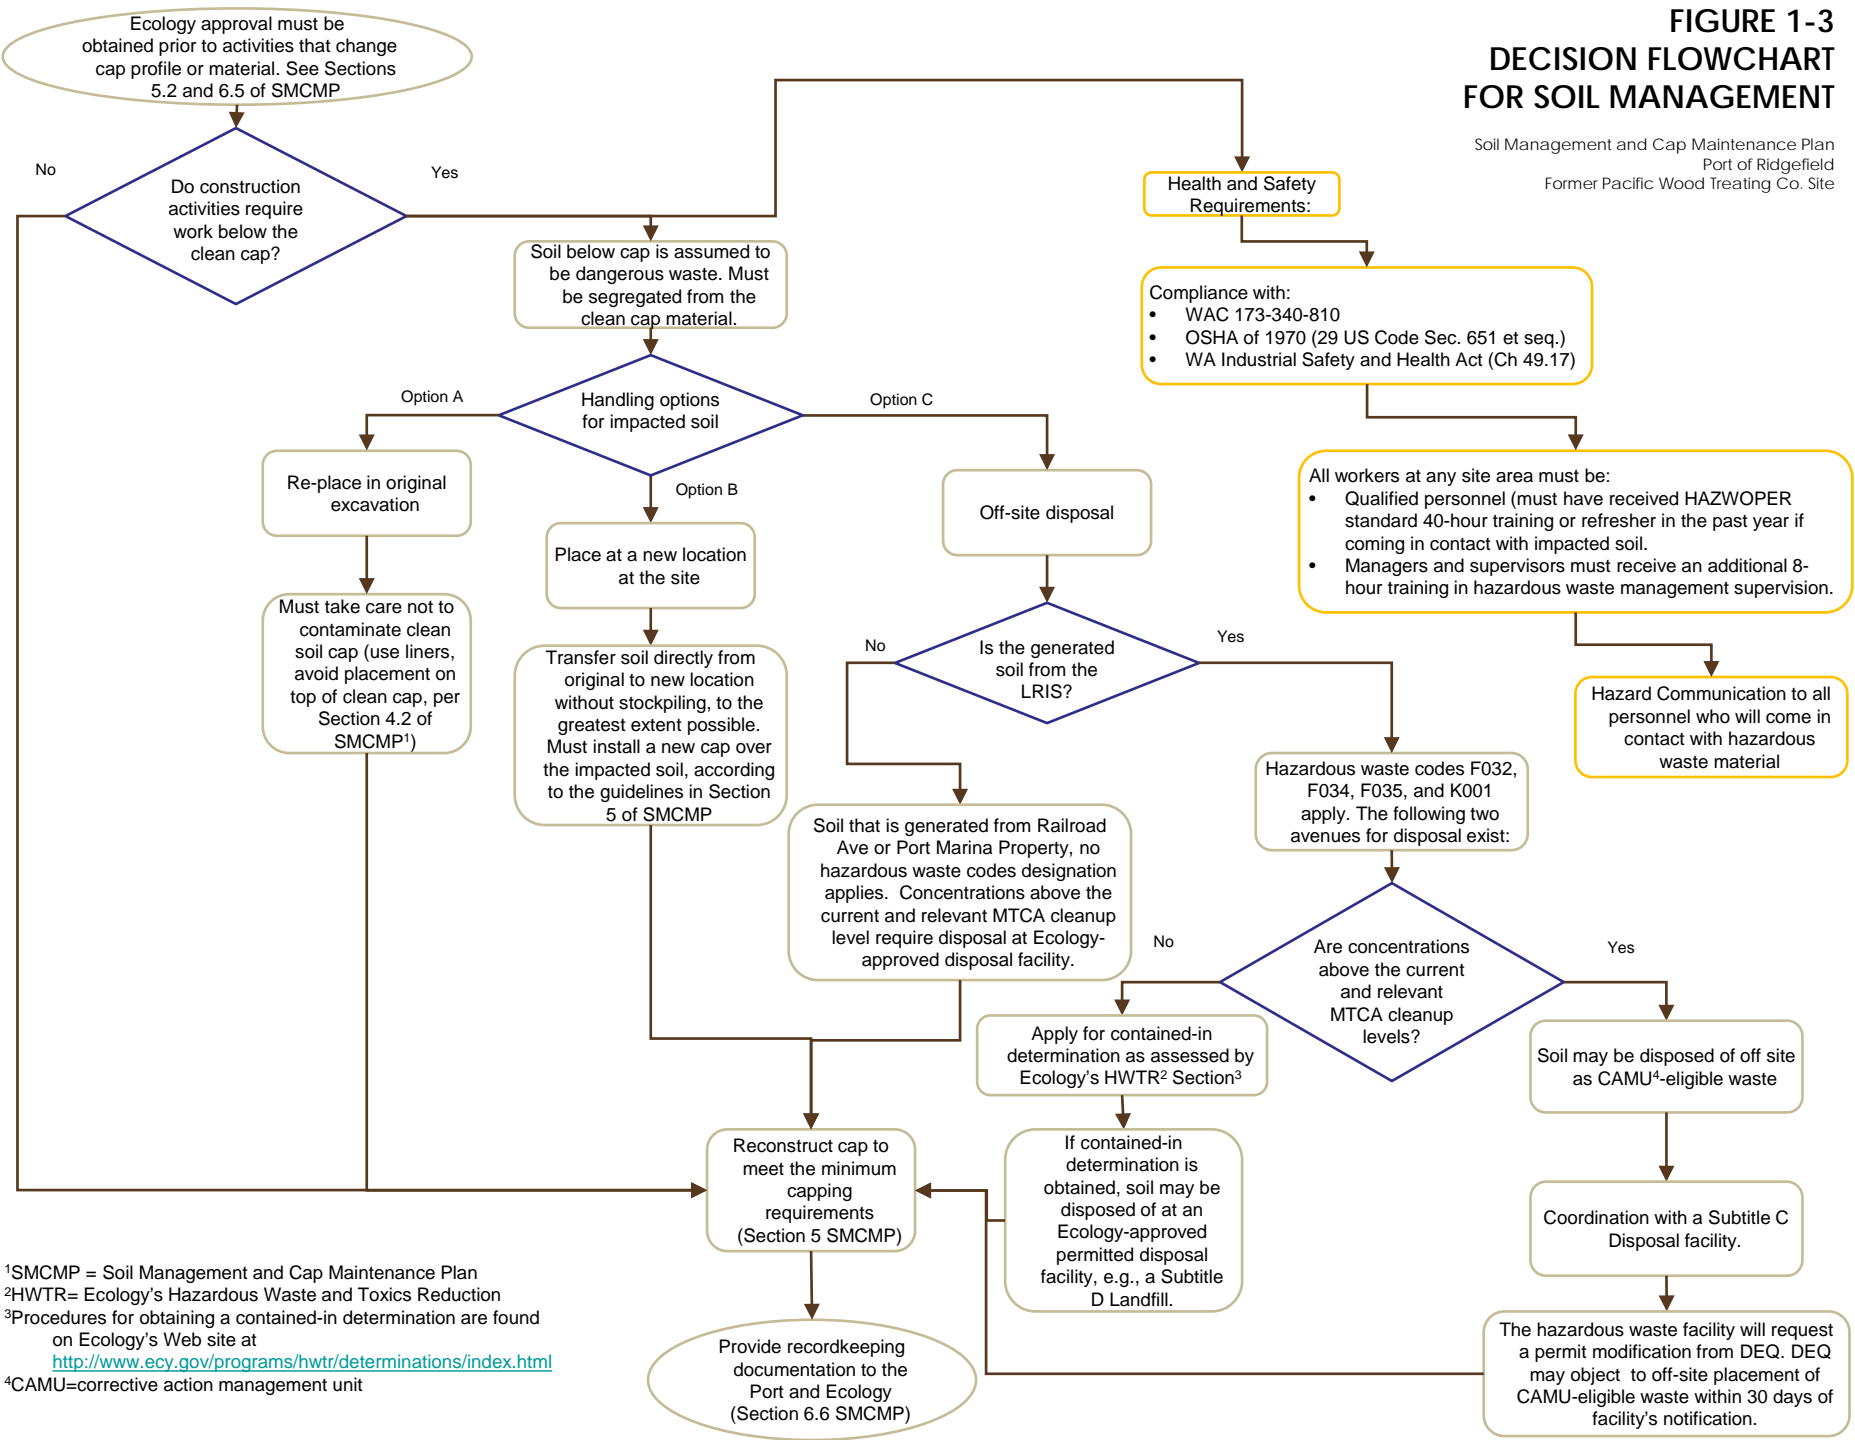 FIGURE 1-3
DECISION FLOWCHART
FOR SOIL MANAGEMENT
Soil Management and Cap Maintenance Plan
Port of Ridgefield
Former Pacific Wood Treating Co. Site
Ecology approval must be
obtained prior to activities that change
cap profile or material. See Sections
5.2 and 6.5 of SMCMP
No
Do construction
activities require
work below the
clean cap?
Yes
Soil below cap is assumed to
be dangerous waste. Must
be segregated from the
clean cap material.
Health and Safety
Requirements:
Compliance with:
• WAC 173-340-810
• OSHA of 1970 (29 US Code Sec. 651 et seq.)
• WA Industrial Safety and Health Act (Ch 49.17)
All workers at any site area must be:
• Qualified personnel (must have received HAZWOPER
standard 40-hour training or refresher in the past year if
coming in contact with impacted soil.
• Managers and supervisors must receive an additional 8-
hour training in hazardous waste management supervision.
Hazard Communication to all
personnel who will come in
contact with hazardous
waste material
Option A
Handling options
for impacted soil
Option C
Option B
Re-place in original
excavation
Must take care not to
contaminate clean
soil cap (use liners,
avoid placement on
top of clean cap, per
Section 4.2 of
SMCMP¹)
Place at a new location
at the site
Transfer soil directly from
original to new location
without stockpiling, to the
greatest extent possible.
Must install a new cap over
the impacted soil, according
to the guidelines in Section
5 of SMCMP
Off-site disposal
No
Is the generated
soil from the
LRIS?
Yes
Soil that is generated from Railroad
Ave or Port Marina Property, no
hazardous waste codes designation
applies. Concentrations above the
current and relevant MTCA cleanup
level require disposal at Ecology-
approved disposal facility.
Hazardous waste codes F032,
F034, F035, and K001
apply. The following two
avenues for disposal exist:
No
Are concentrations
above the current
and relevant
MTCA cleanup
levels?
Yes
Apply for contained-in
determination as assessed by
Ecology's HWTR² Section³
If contained-in
determination is
obtained, soil may be
disposed of at an
Ecology-approved
permitted disposal
facility, e.g., a Subtitle
D Landfill.
Soil may be disposed of off site
as CAMU⁴-eligible waste
Coordination with a Subtitle C
Disposal facility.
The hazardous waste facility will request
a permit modification from DEQ. DEQ
may object to off-site placement of
CAMU-eligible waste within 30 days of
facility's notification.
Reconstruct cap to
meet the minimum
capping
requirements
(Section 5 SMCMP)
Provide recordkeeping
documentation to the
Port and Ecology
(Section 6.6 SMCMP)
¹SMCMP = Soil Management and Cap Maintenance Plan
²HWTR= Ecology's Hazardous Waste and Toxics Reduction
³Procedures for obtaining a contained-in determination are found
on Ecology's Web site at
http://www.ecy.gov/programs/hwtr/determinations/index.html
⁴CAMU=corrective action management unit